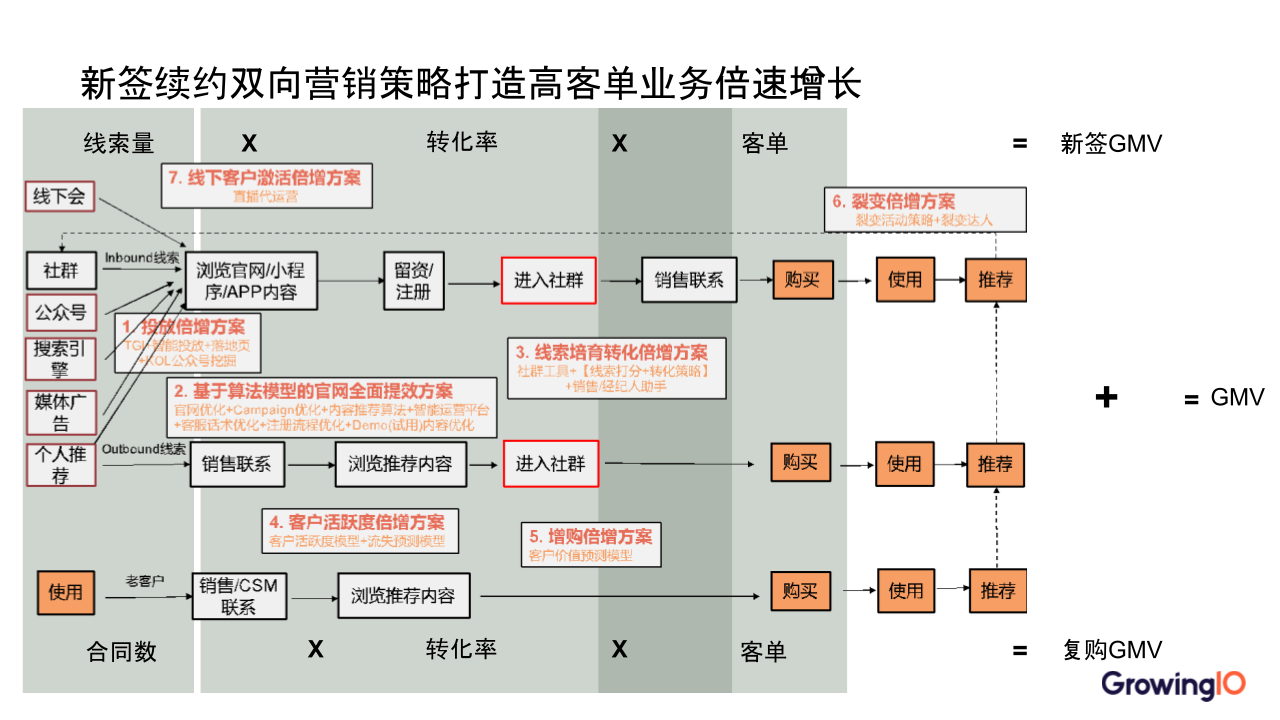 新签续约双向营销策略打造高客单业务倍速增长
线索量 X 转化率 X 客单 = 新签GMV
7. 线下客户激活倍增方案
直播代运营
线下会
6. 裂变倍增方案
裂变活动策略+裂变达人
社群
Inbound线索
浏览官网/小程
序/APP内容
留资/
注册
进入社群
销售联系
购买
使用
推荐
公众号
1. 投放倍增方案
TGI+智能投放+落地页
+KOL公众号挖掘
搜索引
擎
3. 线索培育转化倍增方案
社群工具+【线索打分+转化策略】
+销售/经纪人助手
2. 基于算法模型的官网全面提效方案
官网优化+Campaign优化+内容推荐算法+智能运营平台
+客服话术优化+注册流程优化+Demo(试用)内容优化
媒体广
告
+ = GMV
个人推
荐
Outbound线索
销售联系
浏览推荐内容
进入社群
购买
使用
推荐
4. 客户活跃度倍增方案
客户活跃度模型+流失预测模型
5. 增购倍增方案
客户价值预测模型
使用
老客户
销售/CSM
联系
浏览推荐内容
购买
使用
推荐
合同数 X 转化率 X 客单 = 复购GMV
GrowingIO